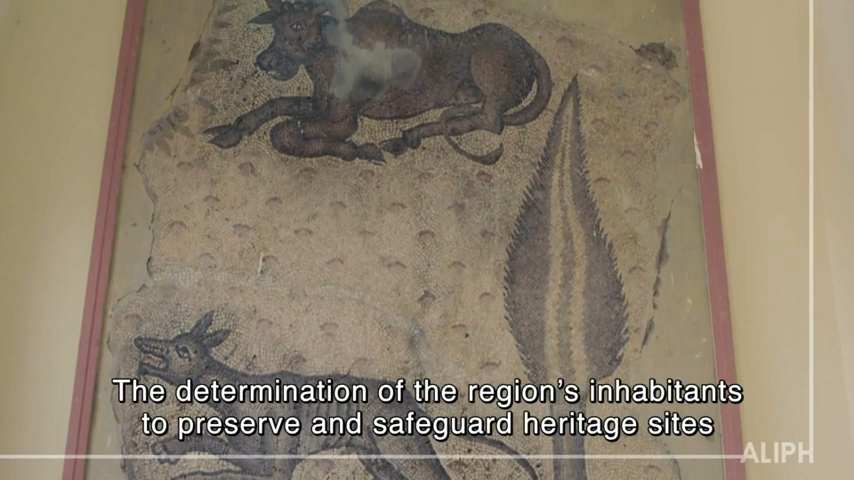 The determination of the region's inhabitants
to preserve and safeguard heritage sites
ALIPH